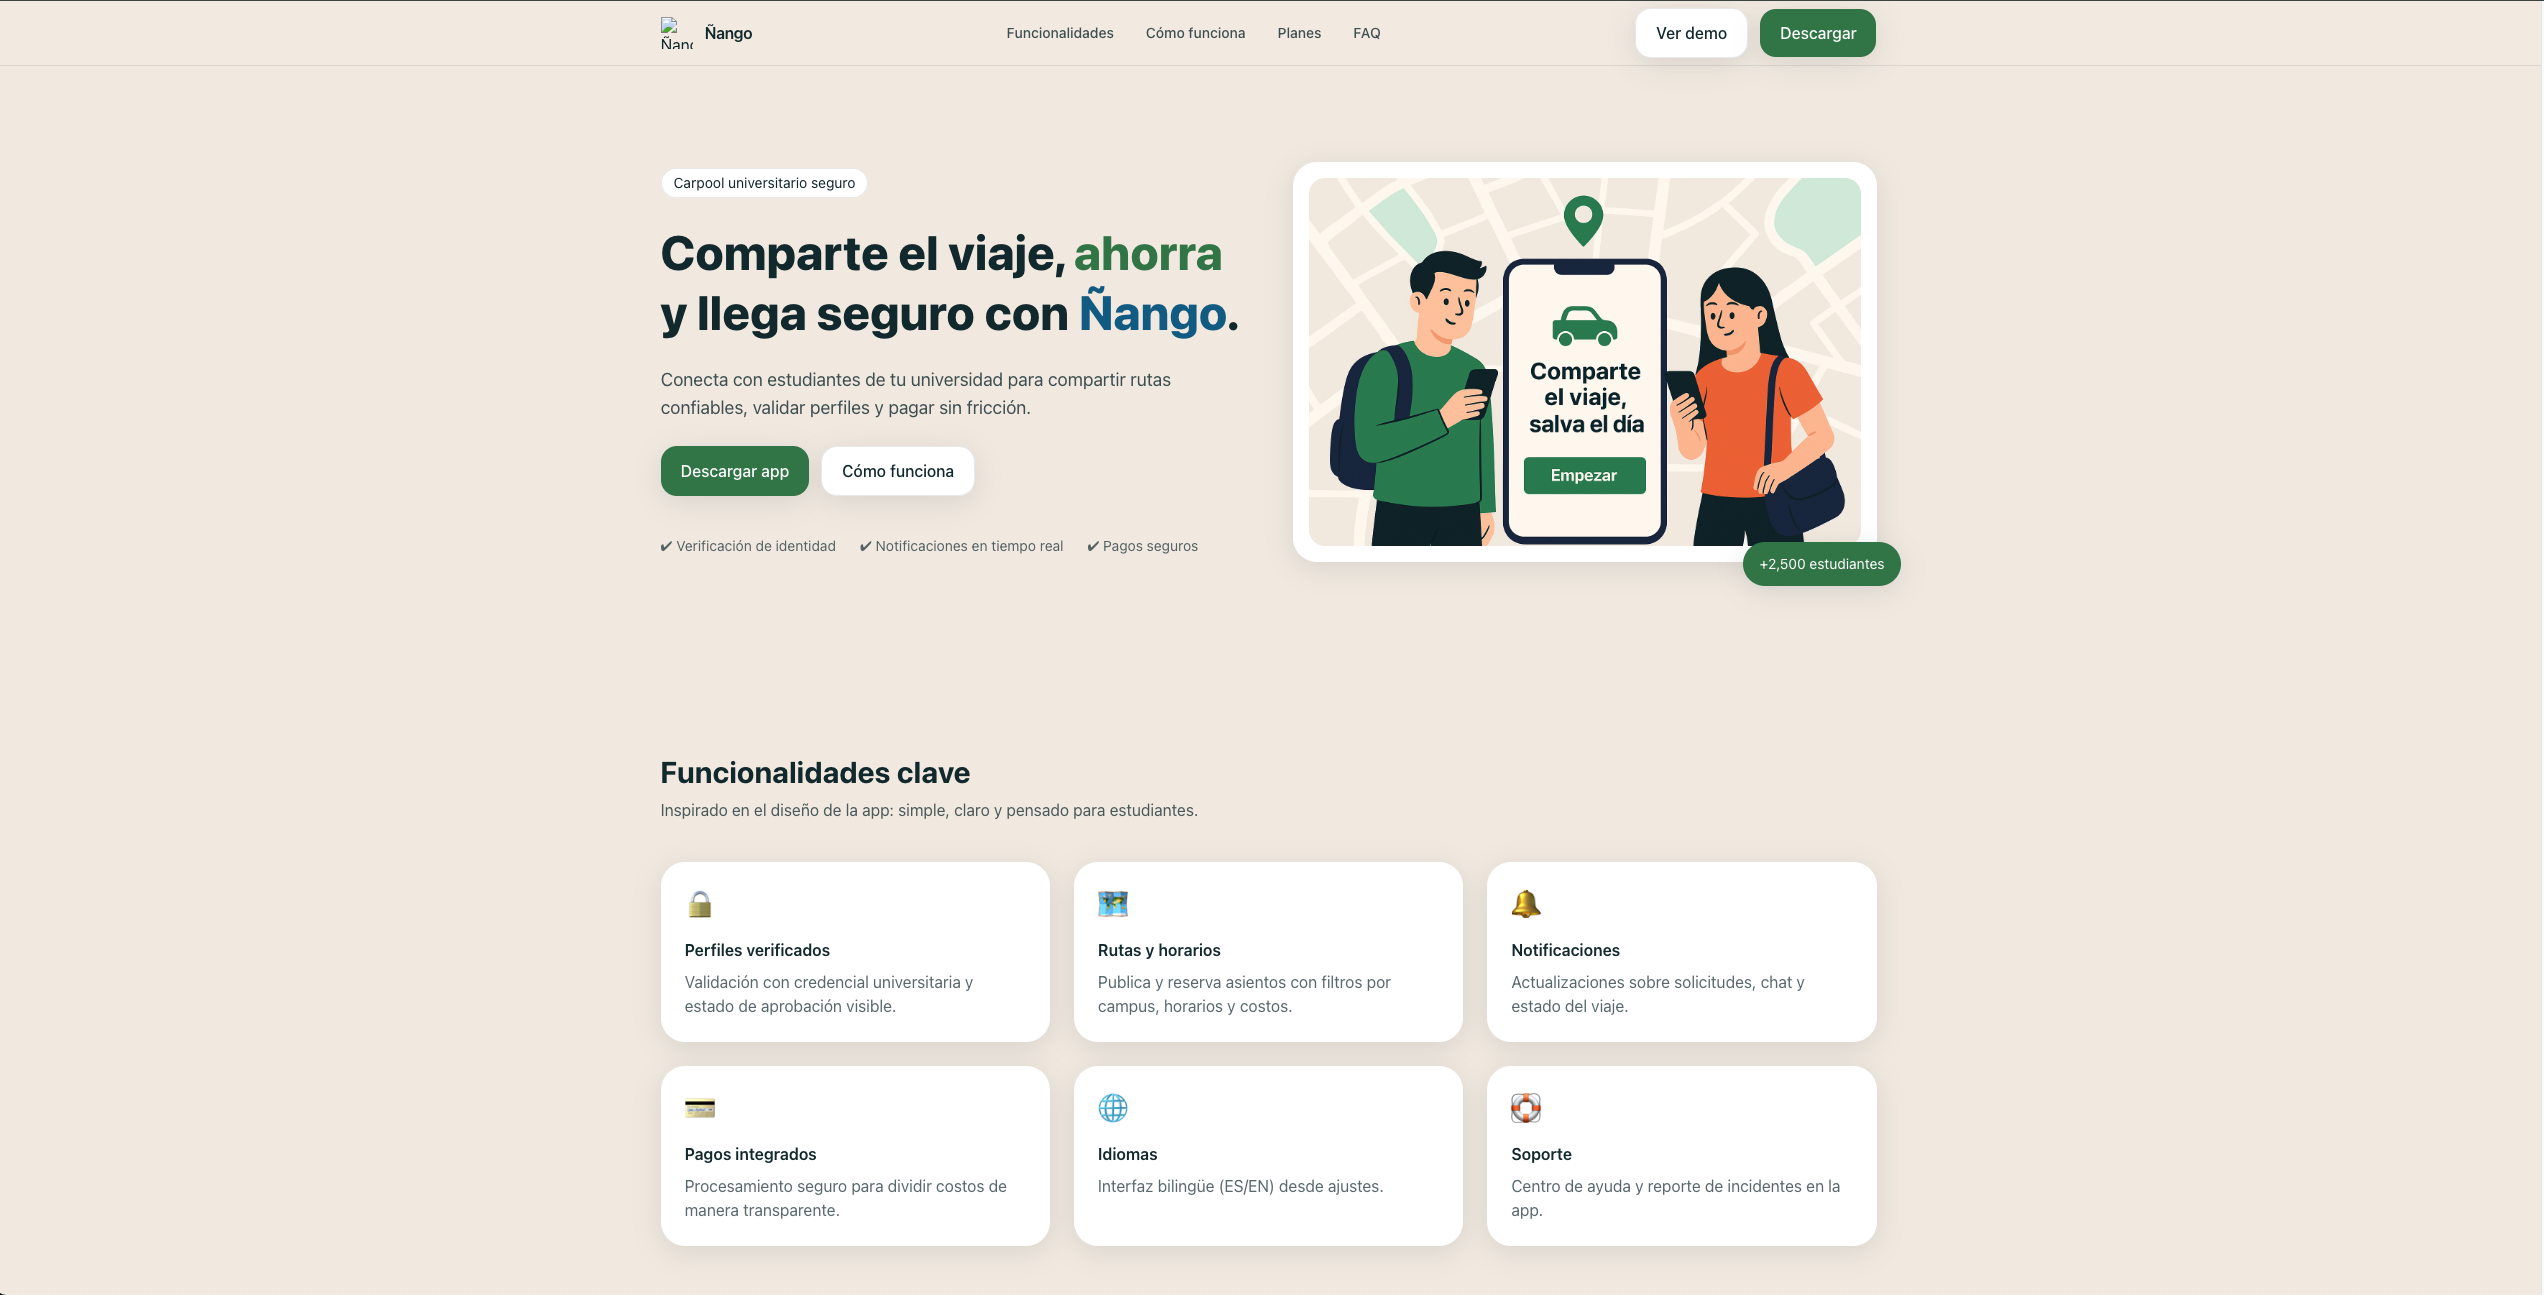 Ñango
Ñango
Funcionalidades
Cómo funciona
Planes
FAQ
Ver demo
Descargar
Carpool universitario seguro
Comparte el viaje, ahorra
y llega seguro con Ñango.
Conecta con estudiantes de tu universidad para compartir rutas
confiables, validar perfiles y pagar sin fricción.
Descargar app
Cómo funciona
✔ Verificación de identidad
✔ Notificaciones en tiempo real
✔ Pagos seguros
Comparte
el viaje,
salva el día
Empezar
+2,500 estudiantes
Funcionalidades clave
Inspirado en el diseño de la app: simple, claro y pensado para estudiantes.
Perfiles verificados
Validación con credencial universitaria y
estado de aprobación visible.
Rutas y horarios
Publica y reserva asientos con filtros por
campus, horarios y costos.
Notificaciones
Actualizaciones sobre solicitudes, chat y
estado del viaje.
Pagos integrados
Procesamiento seguro para dividir costos de
manera transparente.
Idiomas
Interfaz bilingüe (ES/EN) desde ajustes.
Soporte
Centro de ayuda y reporte de incidentes en la
app.